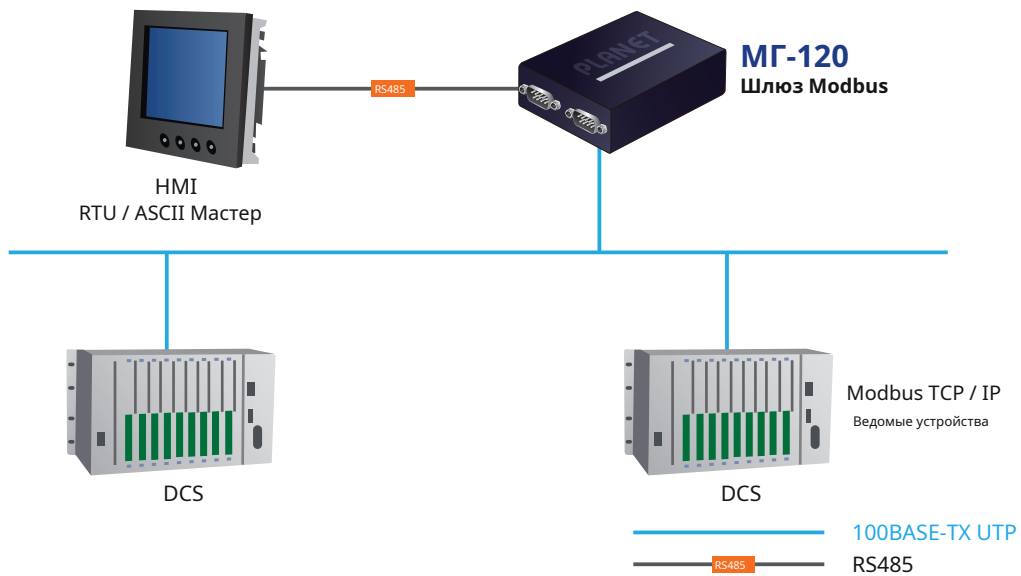 PLANET
МГ-120
Шлюз Modbus
RS485
HMI
RTU / ASCII Мастер
Modbus TCP / IP
Ведомые устройства
DCS
DCS
100BASE-TX UTP
RS485
RS485